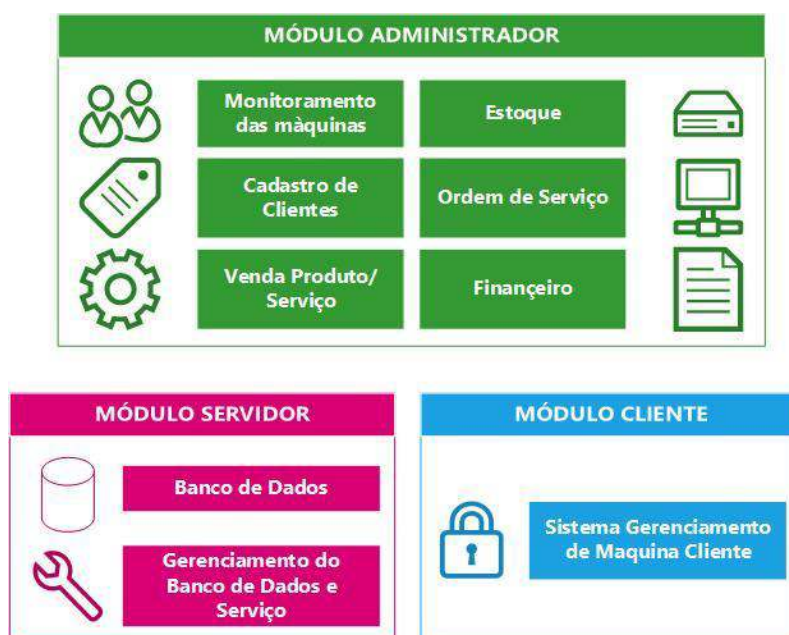 MÓDULO ADMINISTRADOR
Monitoramento
das màquinas
Estoque
Cadastro de
Clientes
Ordem de Serviço
Venda Produto/
Serviço
Finançeiro
MÓDULO SERVIDOR
Banco de Dados
Gerenciamento do
Banco de Dados e
Serviço
MÓDULO CLIENTE
Sistema Gerenciamento
de Maquina Cliente